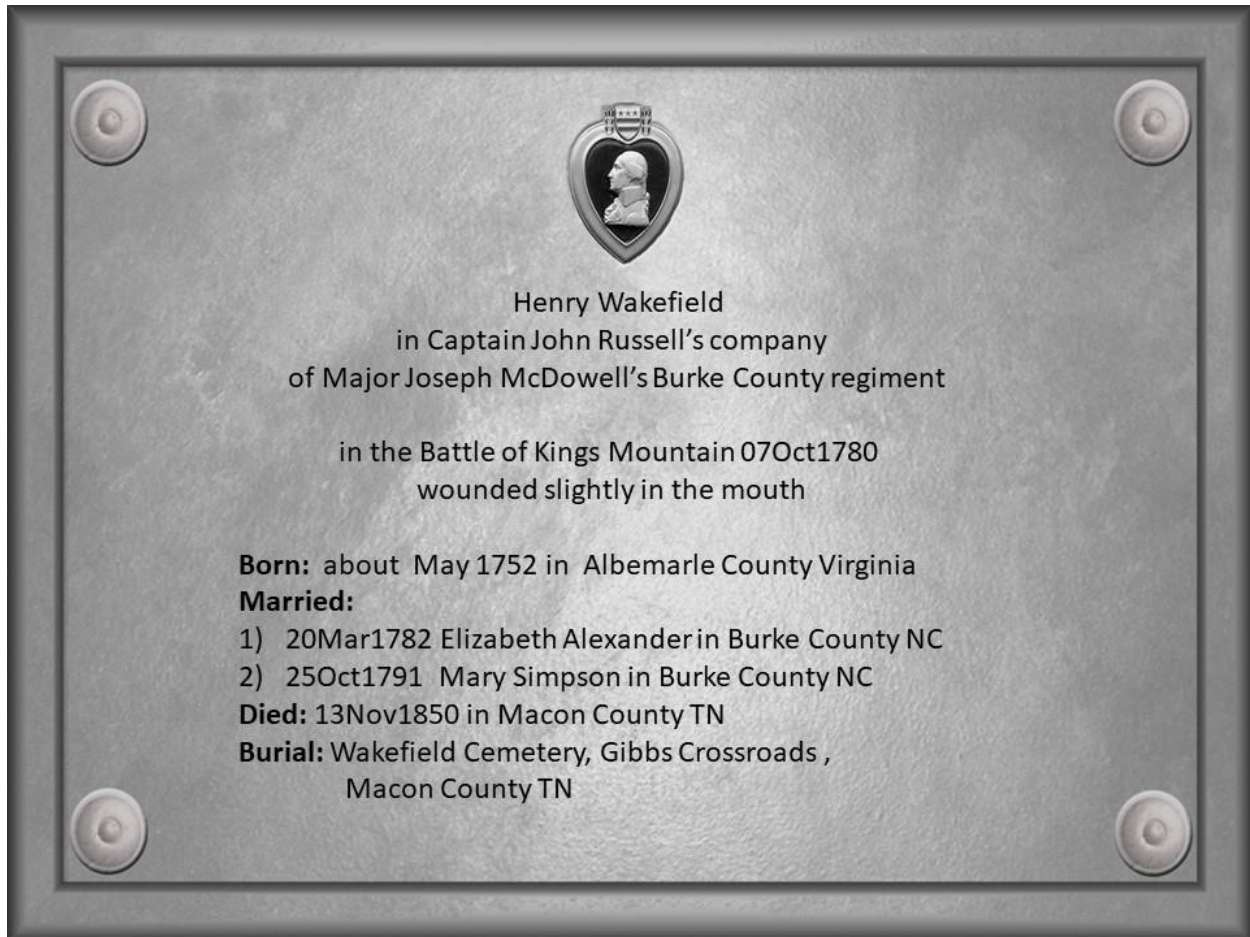 Henry Wakefield
in Captain John Russell's company
of Major Joseph McDowell's Burke County regiment
in the Battle of Kings Mountain 07Oct1780
wounded slightly in the mouth
Born: about May 1752 in Albemarle County Virginia
Married:
1) 20Mar1782 Elizabeth Alexander in Burke County NC
2) 25Oct1791 Mary Simpson in Burke County NC
Died: 13Nov1850 in Macon County TN
Burial: Wakefield Cemetery, Gibbs Crossroads ,
Macon County TN